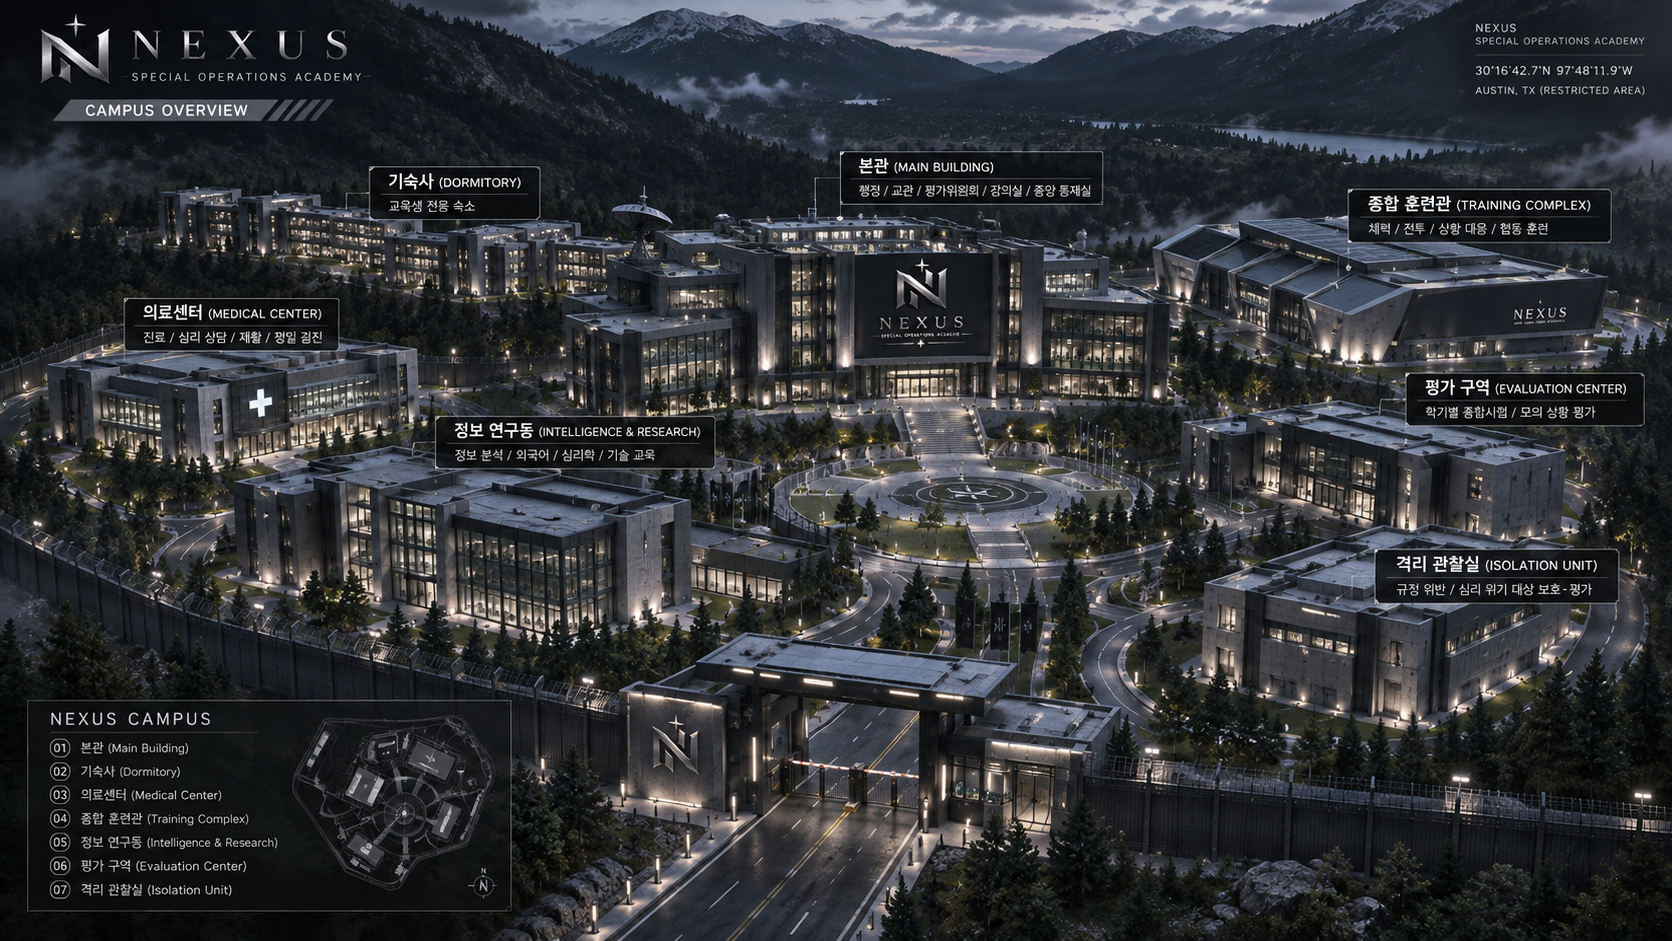 NEXUS
SPECIAL OPERATIONS ACADEMY
CAMPUS OVERVIEW
NEXUS
SPECIAL OPERATIONS ACADEMY
30°16'42.7"N 97°48'11.9"W
AUSTIN, TX (RESTRICTED AREA)
본관 (MAIN BUILDING)
행정 / 교관 / 평가위원회 / 강의실 / 중앙 통제실
기숙사 (DORMITORY)
교육생 전용 숙소
종합 훈련관 (TRAINING COMPLEX)
체력 / 전투 / 상황 대응 / 협동 훈련
의료센터 (MEDICAL CENTER)
진료 / 심리 상담 / 재활 /
NEXUS
SPECIAL OPERATIONS
NEXUS
평가 구역 (EVALUATION CENTER)
학기별 종합시험 / 모의 상황 평가
정보 연구동 (INTELLIGENCE & RESEARCH)
정보 분석 / 외국어 / 심리학 / 기술 교육
격리 관찰실 (ISOLATION UNIT)
규정 위반 / 심리 위기 대상 보호-평가
NEXUS CAMPUS
01 본관 (Main Building)
02 기숙사 (Dormitory)
03 의료센터 (Medical Center)
04 종합 훈련관 (Training Complex)
05 정보 연구동 (Intelligence & Research)
06 평가 구역 (Evaluation Center)
07 격리 관찰실 (Isolation Unit)
N